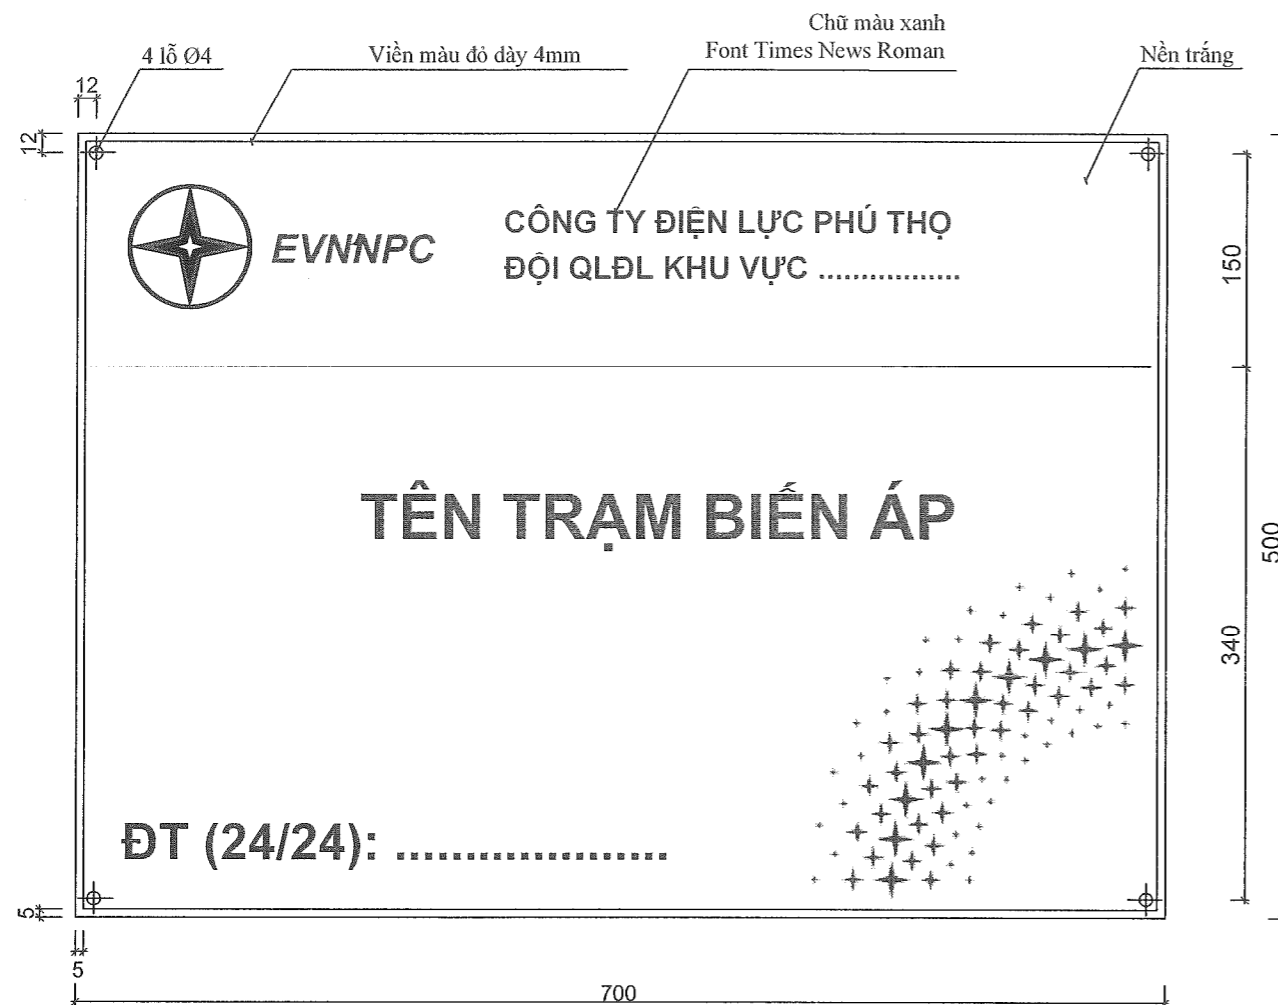 Chữ màu xanh
4 lỗ Ø4
Viền màu đỏ dày 4mm
Font Times News Roman
Nền trắng
12
12
CÔNG TY ĐIỆN LỰC PHÚ THỌ
EVNNPC
ĐỘI QLĐL KHU VỰC ................
150
TÊN TRẠM BIẾN ÁP
500
340
ĐT (24/24): ...................
5
5
700